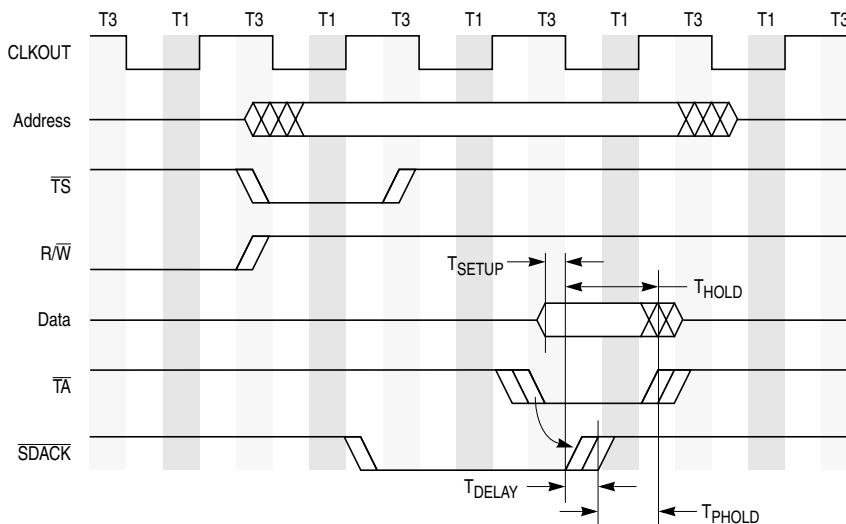 T3 T1 T3 T1 T3 T1 T3 T1 T3 T1 T3
CLKOUT
Address
TS
R/W
TSETUP
THOLD
Data
TA
SDACK
TDELAY
TPHOLD